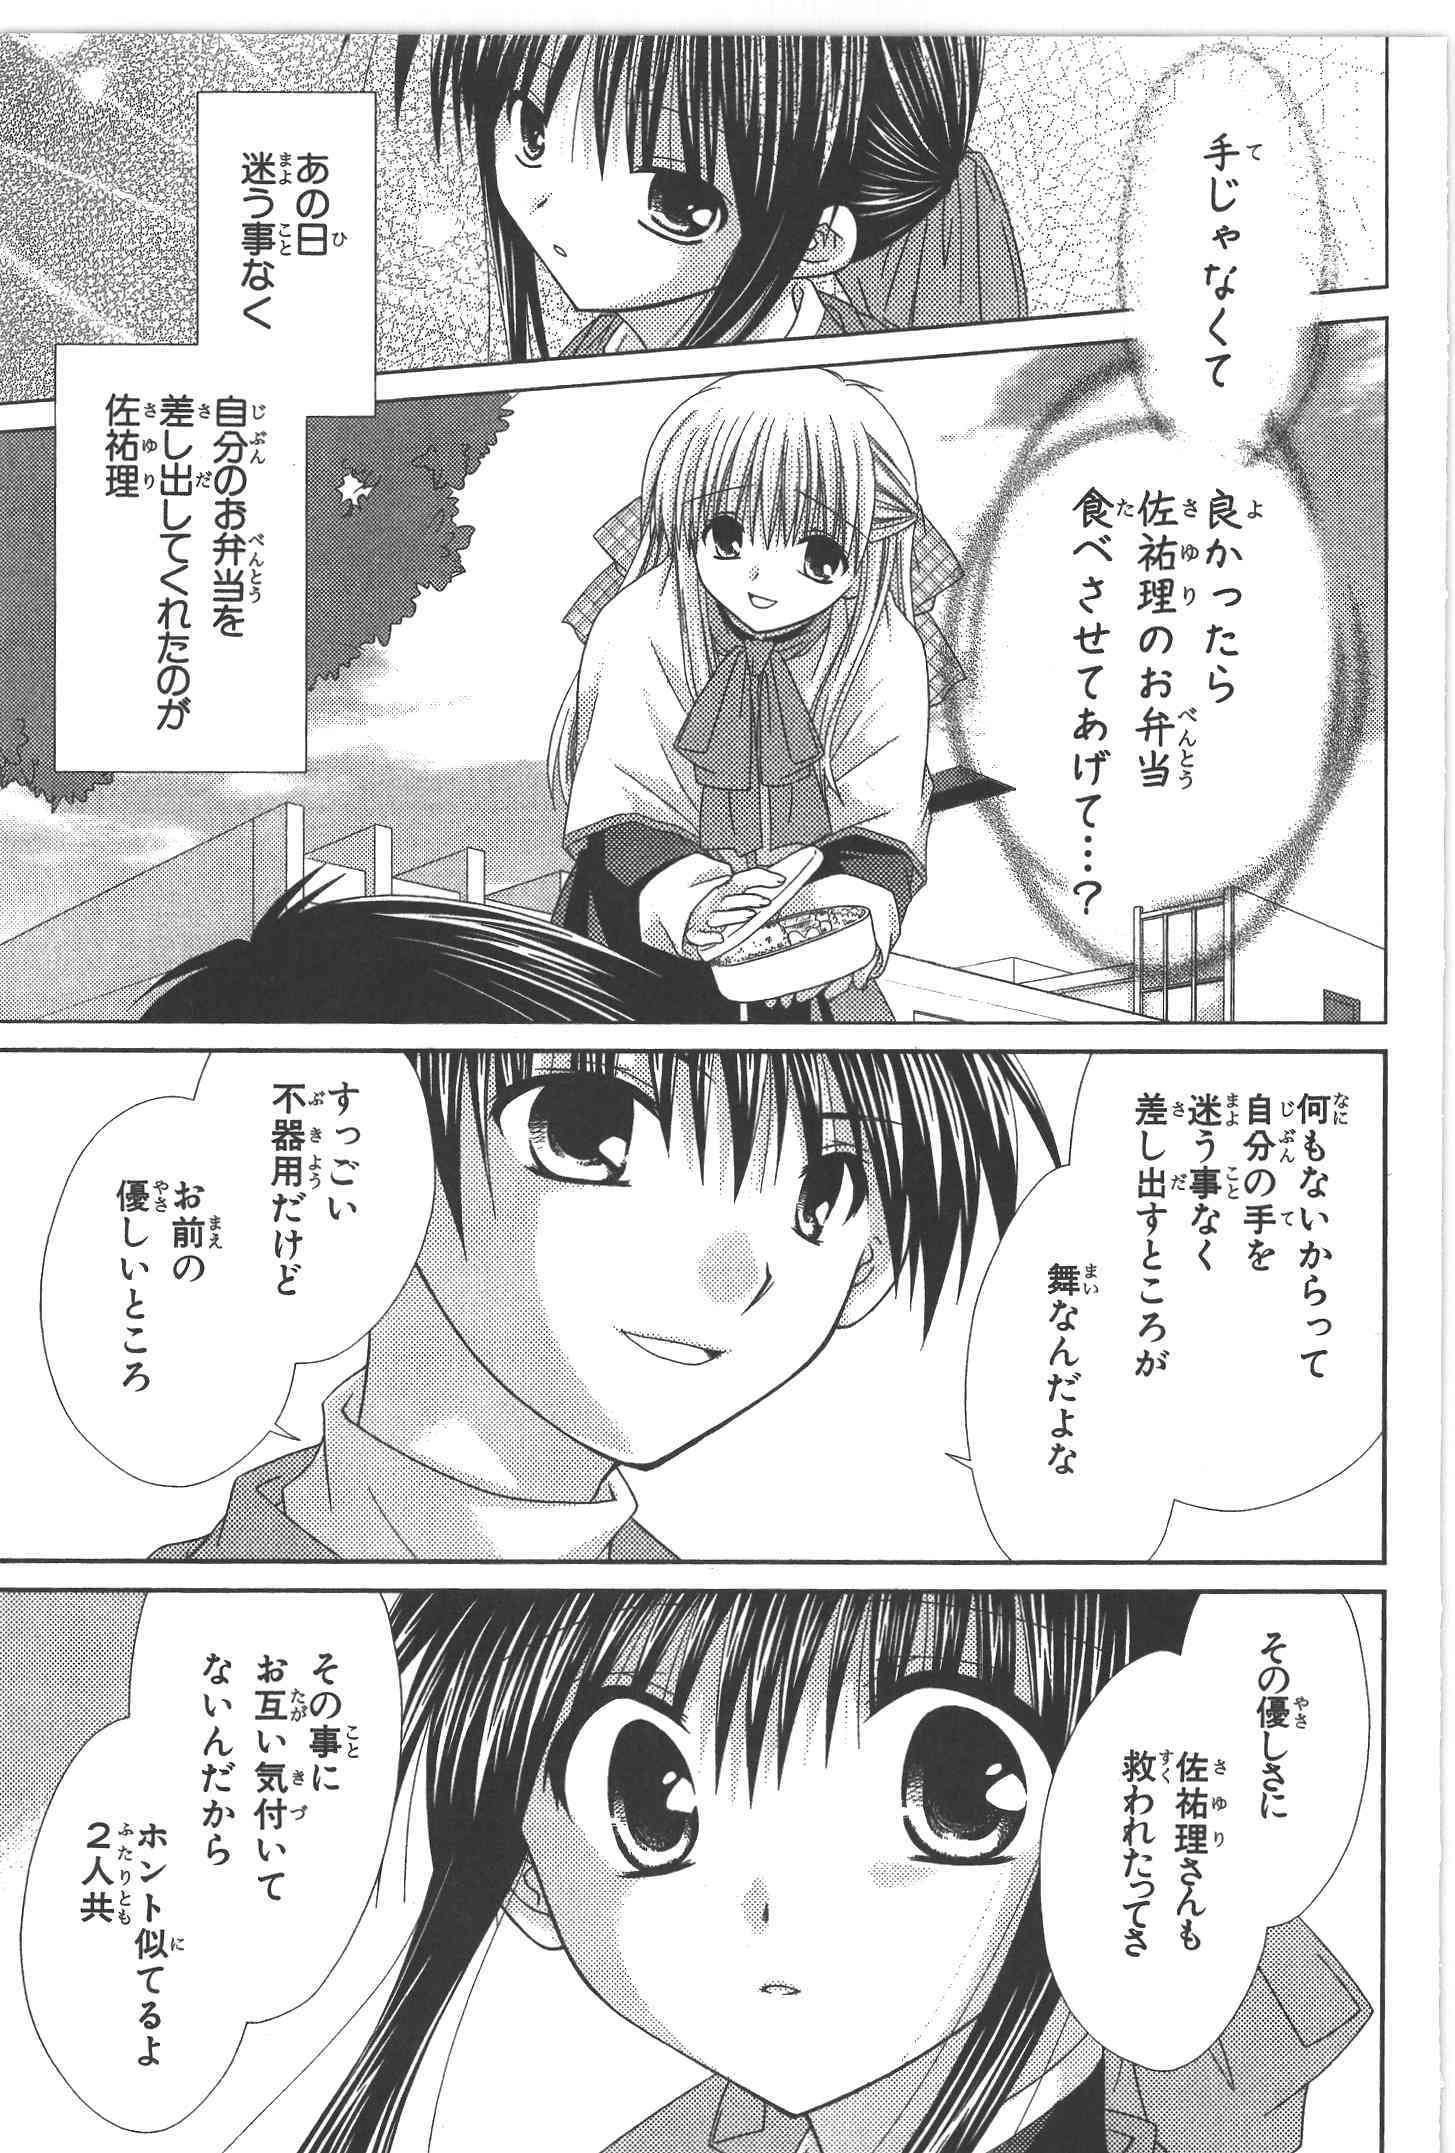 手じゃなくて
良かったら
佐祐理のお弁当
食べさせてあげて…？
あの日
迷う事なく
自分のお弁当を
差し出してくれたのが
佐祐理
何もないからって
自分の手を
迷う事なく
差し出すところが
舞なんだよな
すっごい
不器用だけど
お前の
優しいところ
その優しさに
佐祐理さんも
救われたってさ
その事に
お互い気付いて
ないんだから
ホント似てるよ
2人共